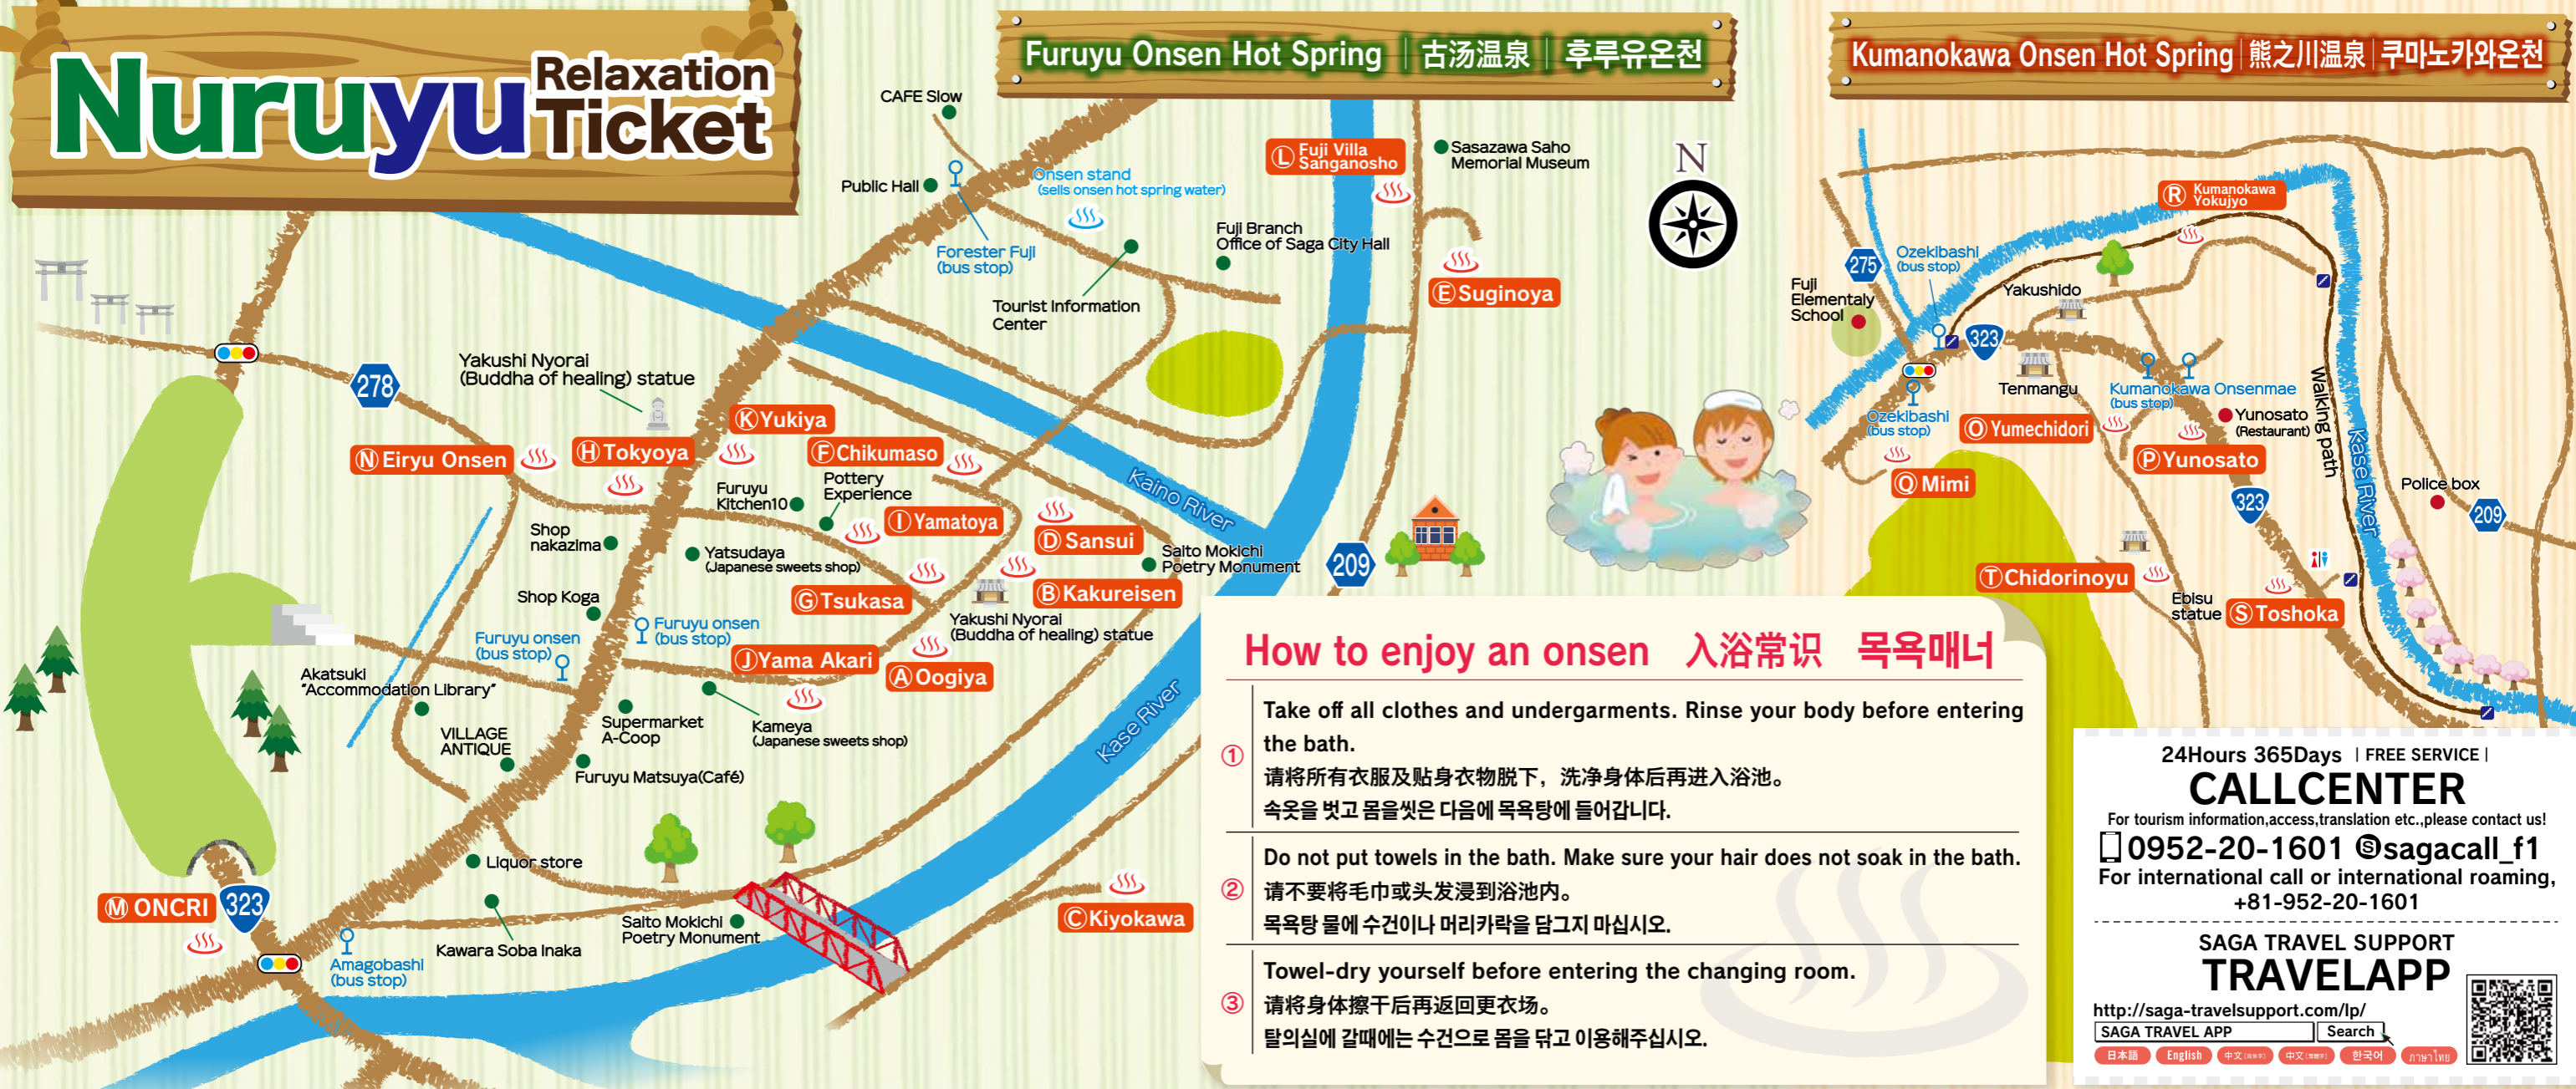 Nuruyu Relaxation
Ticket
Furuyu Onsen Hot Spring | 古汤温泉 | 후루유온천
Kumanokawa Onsen Hot Spring | 熊之川温泉 | 쿠마노카와온천
CAFE Slow
Public Hall
Forester Fuji
(bus stop)
Onsen stand
(sells onsen hot spring water)
Tourist Information
Center
Fuji Branch
Office of Saga City Hall
Ⓛ Fuji Villa
Sanganosho
Sasazawa Saho
Memorial Museum
N
Ⓔ Suginoya
278
Yakushi Nyorai
(Buddha of healing) statue
Ⓚ Yukiya
Ⓝ Eiryu Onsen
Ⓗ Tokyoya
Ⓕ Chikumaso
Furuyu
Kitchen10
Pottery
Experience
Ⓘ Yamatoya
Kaino River
Ⓓ Sansui
Shop
nakazima
Yatsudaya
(Japanese sweets shop)
Saito Mokichi
Poetry Monument
209
Shop Koga
Ⓖ Tsukasa
Ⓑ Kakureisen
Yakushi Nyorai
(Buddha of healing) statue
Furuyu onsen
(bus stop)
Furuyu onsen
(bus stop)
Ⓙ Yama Akari
Ⓐ Oogiya
Akatsuki
"Accommodation Library"
VILLAGE
ANTIQUE
Supermarket
A-Coop
Kameya
(Japanese sweets shop)
Furuyu Matsuya(Café)
Kase River
Liquor store
Ⓜ ONCRI
323
Kawara Soba Inaka
Saito Mokichi
Poetry Monument
Amagobashi
(bus stop)
Ⓒ Kiyokawa
Ⓡ Kumanokawa
Yokujyo
275
Ozekibashi
(bus stop)
Fuji
Elementaly
School
Yakushido
323
Tenmangu
Kumanokawa Onsenmae
(bus stop)
Ozekibashi
(bus stop)
Ⓞ Yumechidori
Yunosato
(Restaurant)
Walking path
Kase River
Ⓟ Yunosato
Ⓠ Mimi
323
Police box
209
Ⓣ Chidorinoyu
Ebisu
statue
Ⓢ Toshoka
How to enjoy an onsen 入浴常识 목욕매너
① Take off all clothes and undergarments. Rinse your body before entering
the bath.
请将所有衣服及贴身衣物脱下，洗净身体后再进入浴池。
속옷을 벗고 몸을씻은 다음에 목욕탕에 들어갑니다.
② Do not put towels in the bath. Make sure your hair does not soak in the bath.
请不要将毛巾或头发浸到浴池内。
목욕탕 물에 수건이나 머리카락을 담그지 마십시오.
③ Towel-dry yourself before entering the changing room.
请将身体擦干后再返回更衣场。
탈의실에 갈때에는 수건으로 몸을 닦고 이용해주십시오.
24Hours 365Days | FREE SERVICE |
CALLCENTER
For tourism information,access,translation etc.,please contact us!
0952-20-1601 sagacall_f1
For international call or international roaming,
+81-952-20-1601
SAGA TRAVEL SUPPORT
TRAVELAPP
http://saga-travelsupport.com/lp/
SAGA TRAVEL APP Search
日本語 English 中文 中文 한국어 ภาษาไทย